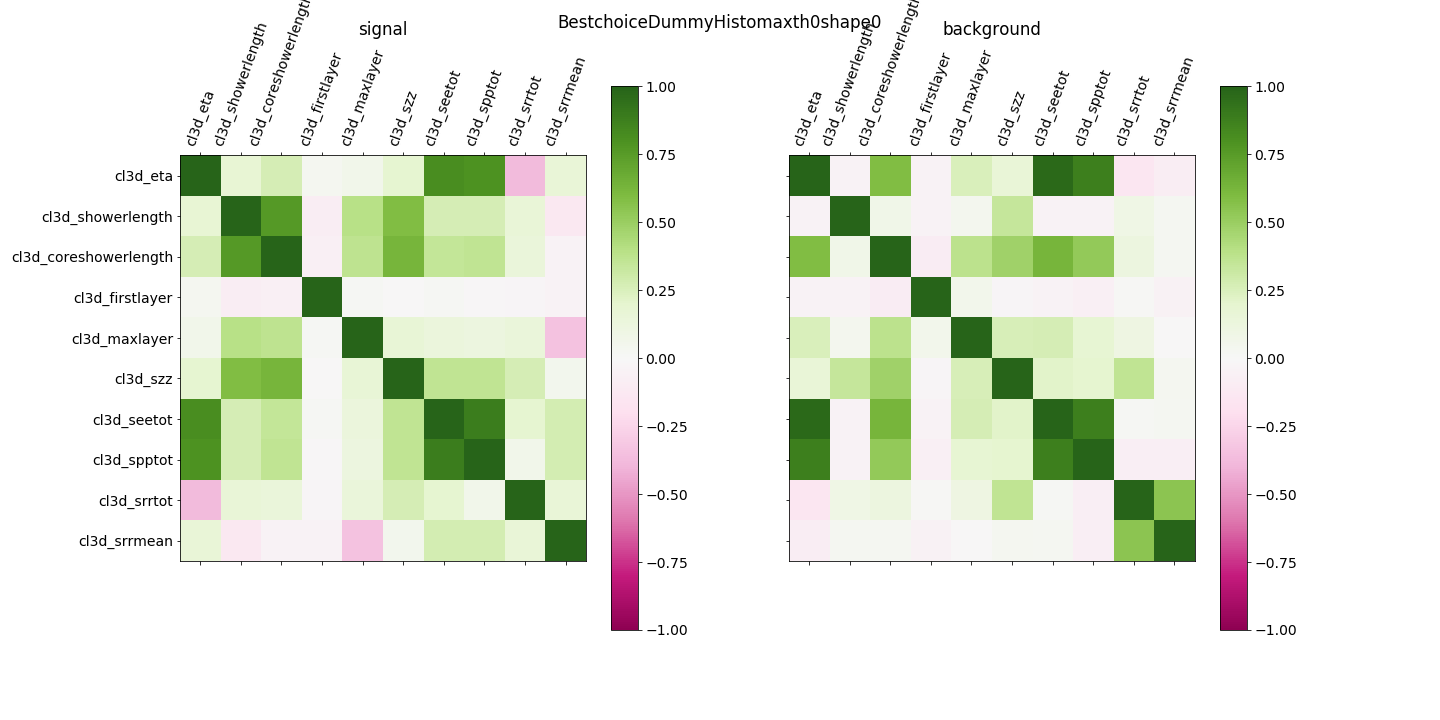 BestchoiceDummyHistomaxth0shape0
signal
background
cl3d_eta
cl3d_showerlength
cl3d_coreshowerlength
cl3d_firstlayer
cl3d_maxlayer
cl3d_szz
cl3d_seetot
cl3d_spptot
cl3d_srrtot
cl3d_srrmean
cl3d_eta
cl3d_showerlength
cl3d_coreshowerlength
cl3d_firstlayer
cl3d_maxlayer
cl3d_szz
cl3d_seetot
cl3d_spptot
cl3d_srrtot
cl3d_srrmean
cl3d_eta
cl3d_showerlength
cl3d_coreshowerlength
cl3d_firstlayer
cl3d_maxlayer
cl3d_szz
cl3d_seetot
cl3d_spptot
cl3d_srrtot
cl3d_srrmean
1.00
0.75
0.50
0.25
0.00
−0.25
−0.50
−0.75
−1.00
1.00
0.75
0.50
0.25
0.00
−0.25
−0.50
−0.75
−1.00